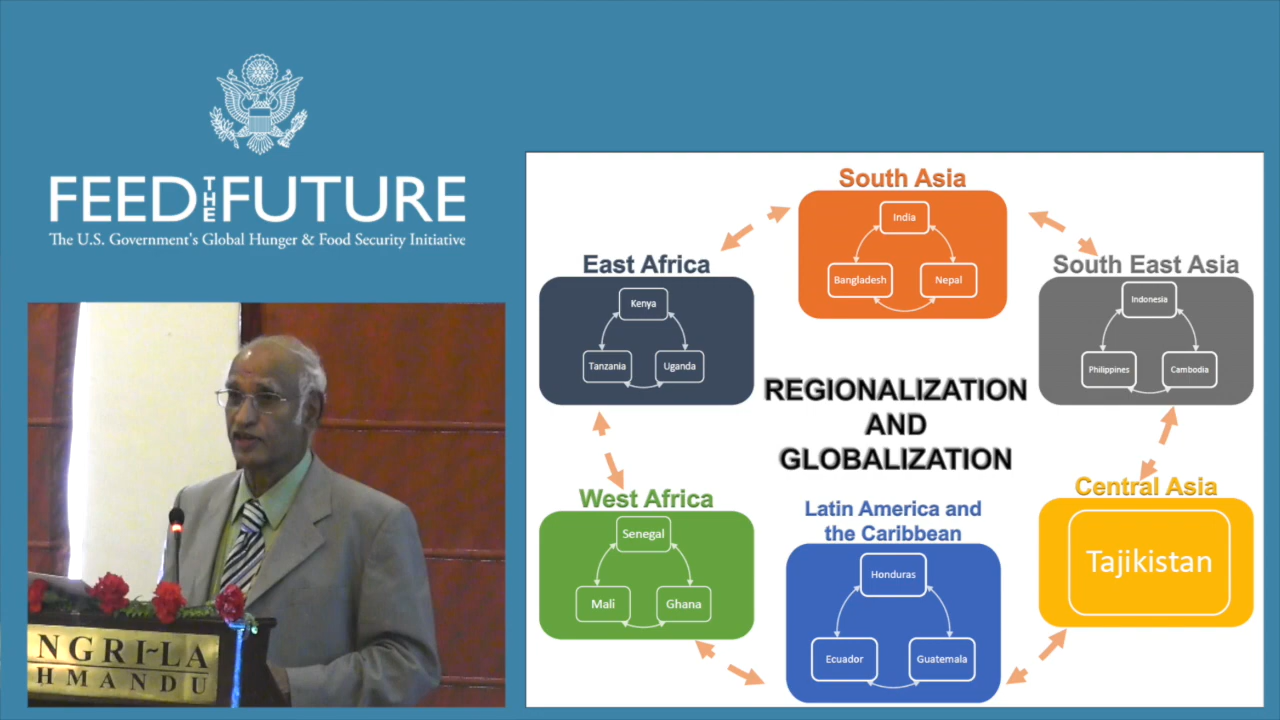 FEED THE FUTURE
The U.S. Government's Global Hunger & Food Security Initiative
NGRI~LA
HMANDU
South Asia
India
Bangladesh
Nepal
East Africa
Kenya
Tanzania
Uganda
South East Asia
Indonesia
Philippines
Cambodia
REGIONALIZATION
AND
GLOBALIZATION
West Africa
Senegal
Mali
Ghana
Latin America and
the Caribbean
Honduras
Ecuador
Guatemala
Central Asia
Tajikistan